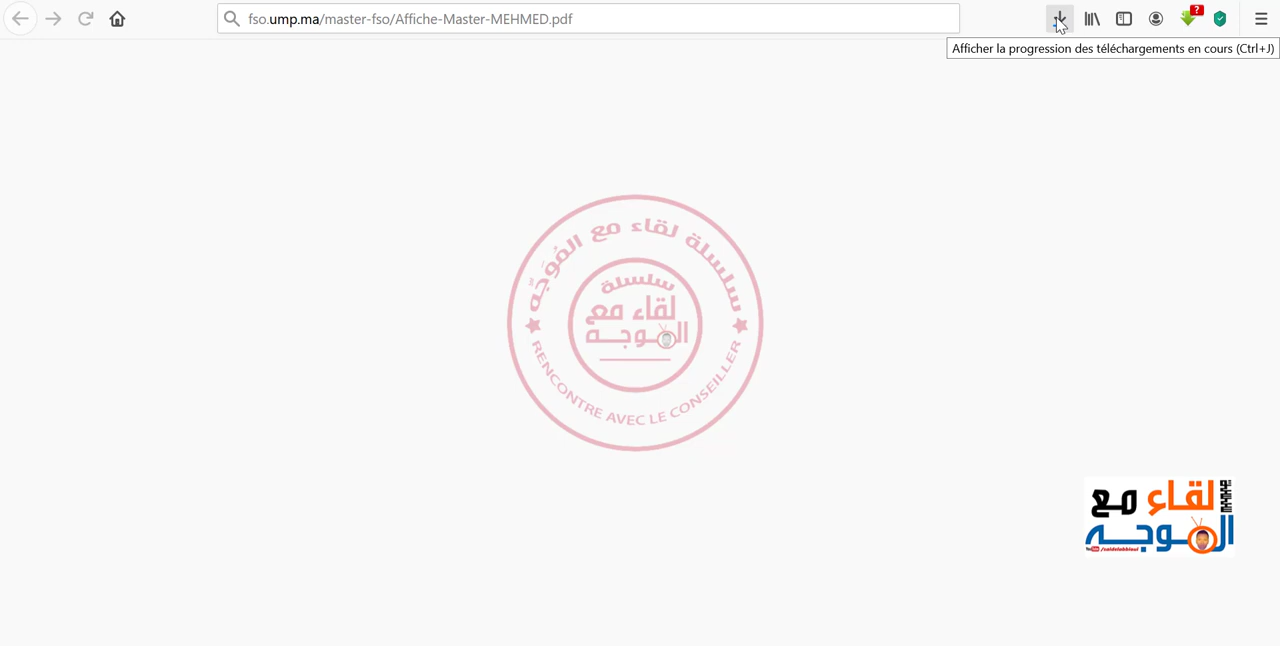 fso.ump.ma/master-fso/Affiche-Master-MEHMED.pdf
?
Afficher la progression des téléchargements en cours (Ctrl+J)
سلسلة لقاء مع المُوَجِّه
سلسلة
لقاء مع
الموجه
RENCONTRE AVEC LE CONSEILLER
لقاء مع
الموجه